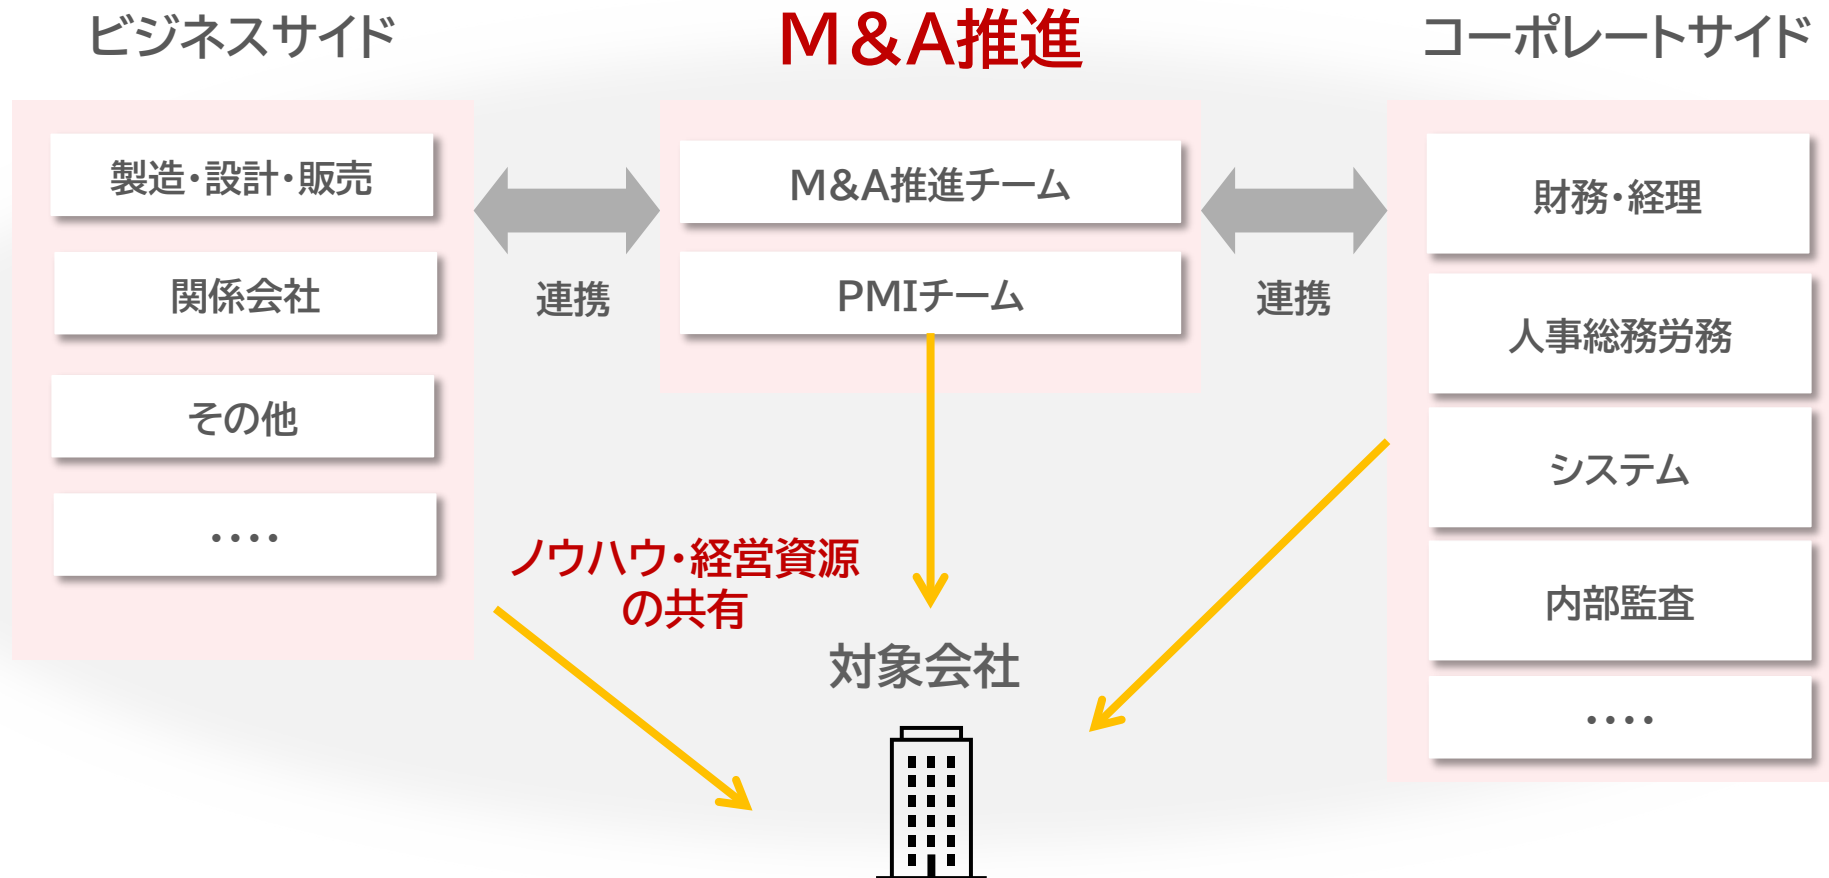 ビジネスサイド
M&A推進
コーポレートサイド
製造・設計・販売
関係会社
その他
・・・・
連携
M&A推進チーム
PMIチーム
連携
財務・経理
人事総務労務
システム
内部監査
・・・・
ノウハウ・経営資源
の共有
対象会社